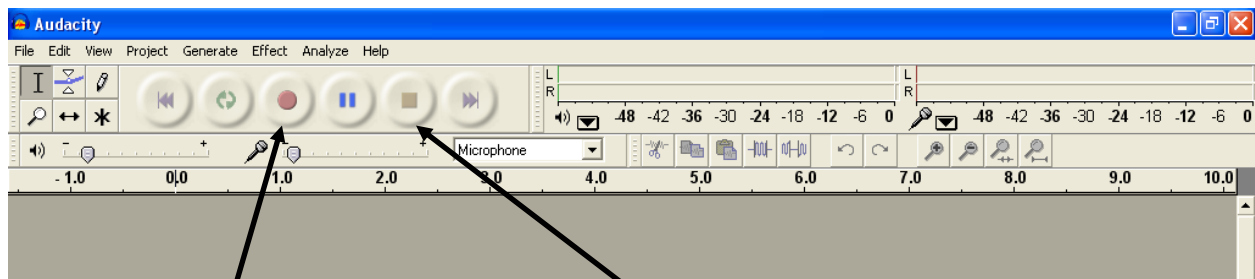 Audacity
File Edit View Project Generate Effect Analyze Help
L
R
-48 -42 -36 -30 -24 -18 -12 -6 0
L
R
-48 -42 -36 -30 -24 -18 -12 -6 0
- + - + Microphone
- 1.0 0.0 1.0 2.0 3.0 4.0 5.0 6.0 7.0 8.0 9.0 10.0